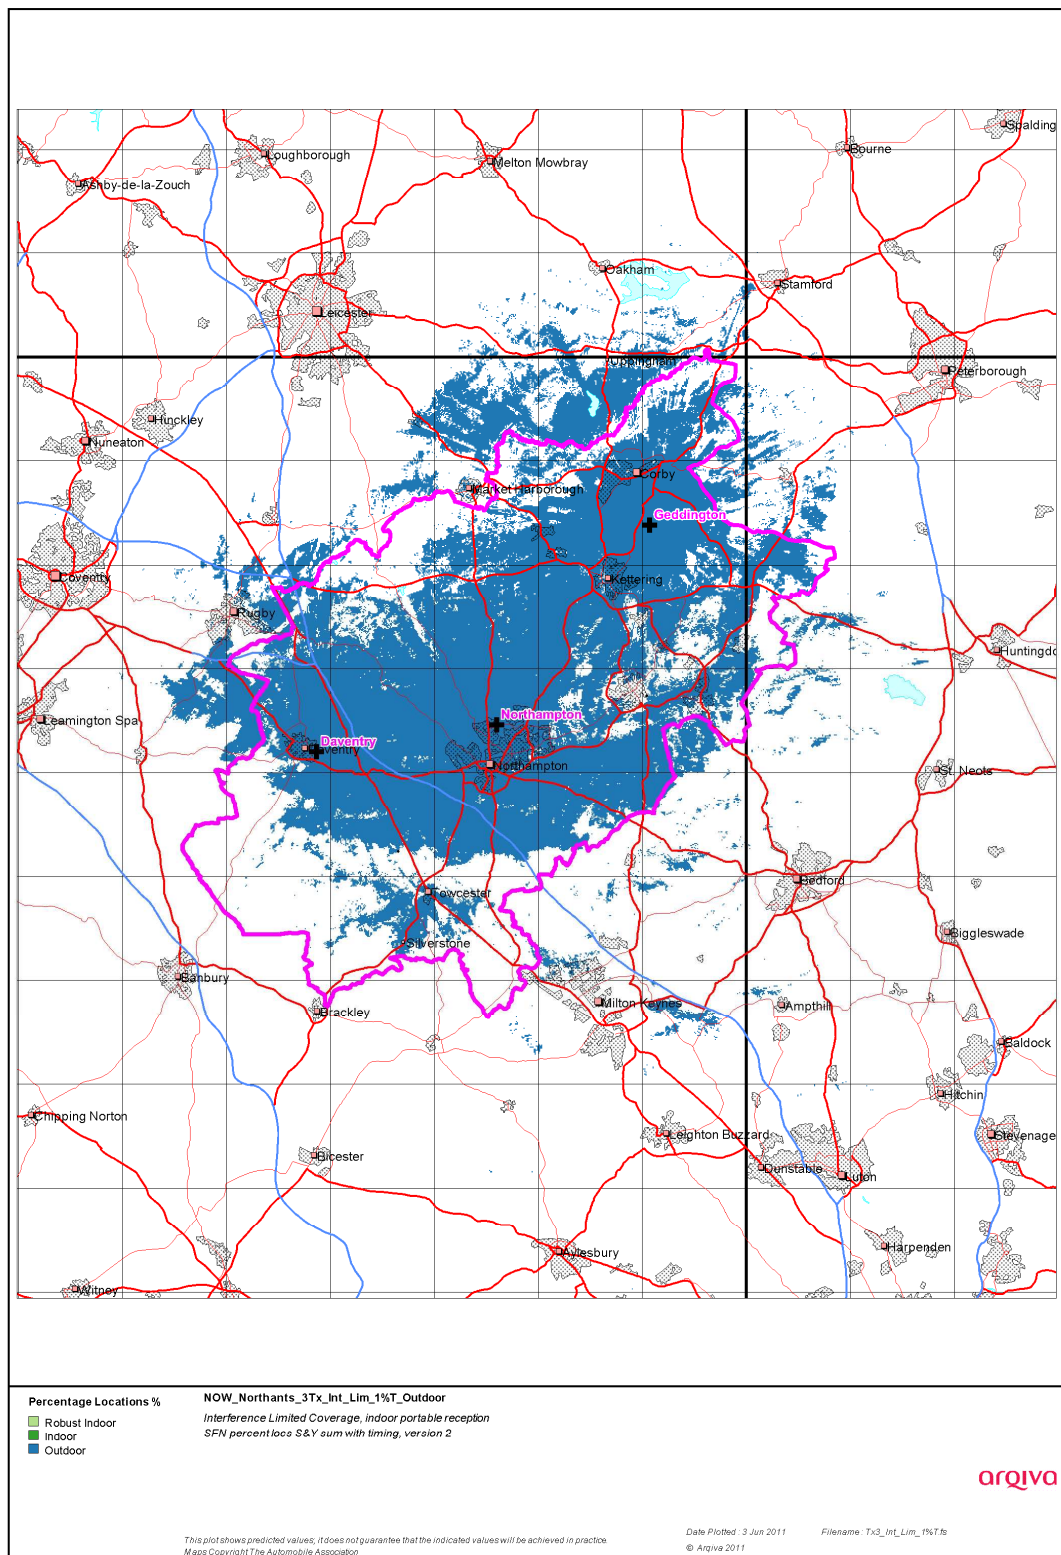 Spalding
Bourne
Loughborough
Melton Mowbray
Ashby-de-la-Zouch
Oakham
Stamford
Leicester
Uppingham
Peterborough
Hinckley
Nuneaton
Corby
Market Harborough
Geddington
Coventry
Kettering
Rugby
Huntingdo
Leamington Spa
Northampton
Daventry
Northampton
St. Neots
Bedford
Towcester
Biggleswade
Silverstone
Banbury
Milton Keynes
Ampthill
Brackley
Baldock
Hitchin
Chipping Norton
Leighton Buzzard
Stevenage
Bicester
Dunstable
Luton
Aylesbury
Harpenden
Witney
Percentage Locations %
Robust Indoor
Indoor
Outdoor
NOW_Northants_3Tx_Int_Lim_1%T_Outdoor
Interference Limited Coverage, indoor portable reception
SFN percent locs S&Y sum with timing, version 2
arqiva
This plot shows predicted values; it does not guarantee that the indicated values will be achieved in practice
Maps Copyright The Automobile Association
Date Plotted : 3 Jun 2011
Filename : Tx3_Int_Lim_1%T.fs
© Arqiva 2011